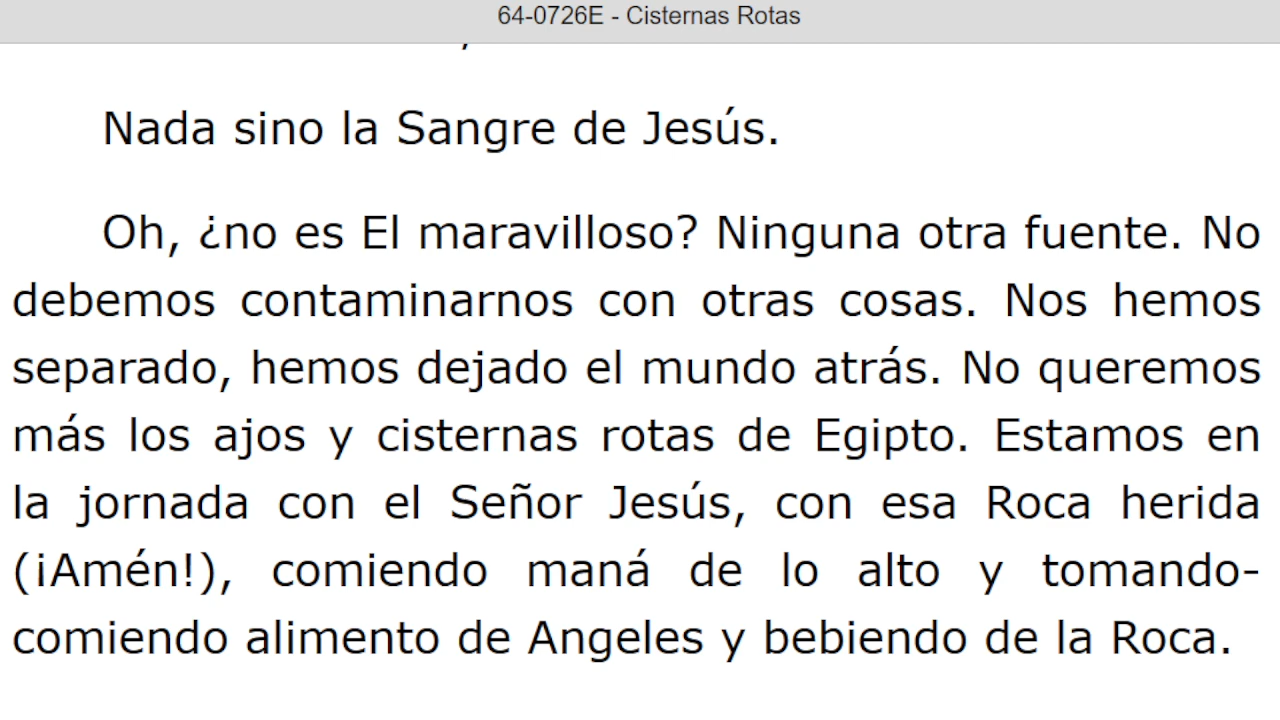 64-0726E - Cisternas Rotas
Nada sino la Sangre de Jesús.
Oh, ¿no es El maravilloso? Ninguna otra fuente. No
debemos contaminarnos con otras cosas. Nos hemos
separado, hemos dejado el mundo atrás. No queremos
más los ajos y cisternas rotas de Egipto. Estamos en
la jornada con el Señor Jesús, con esa Roca herida
(¡Amén!), comiendo maná de lo alto y tomando-
comiendo alimento de Angeles y bebiendo de la Roca.